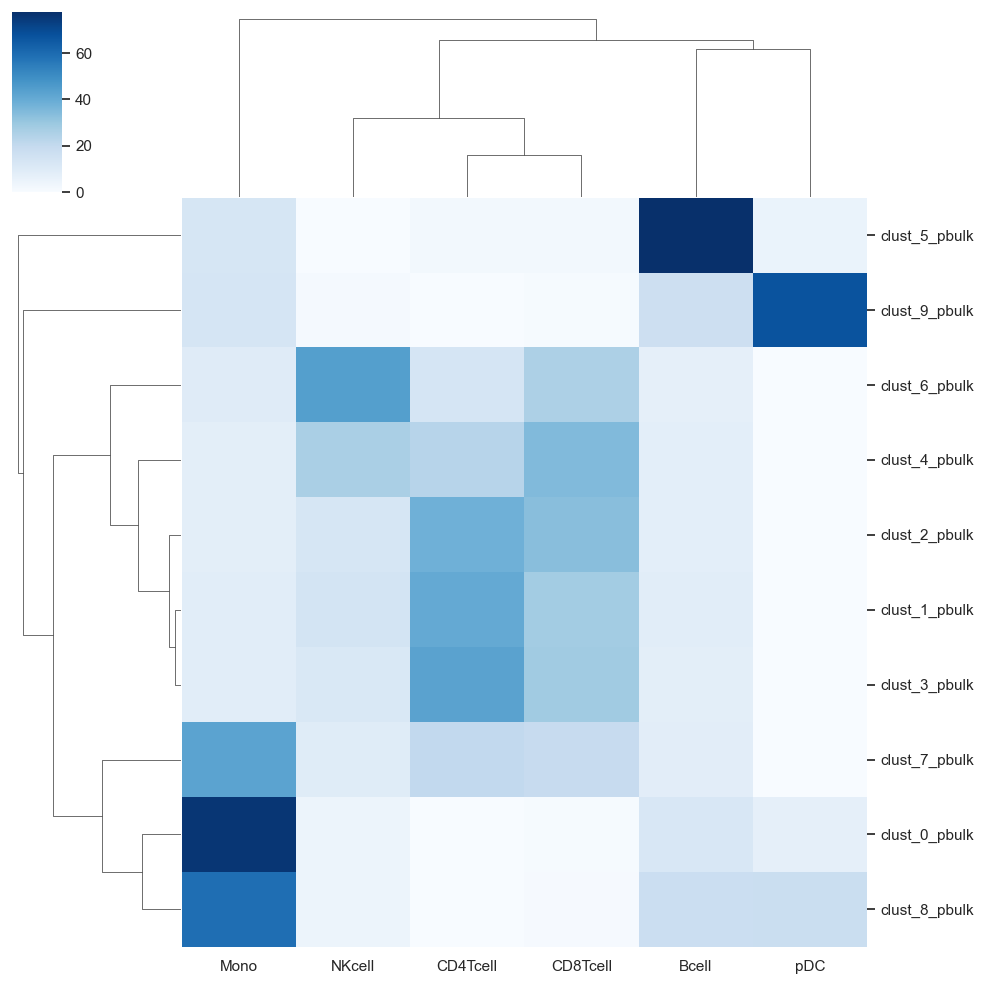 60
40
20
0
clust_5_pbulk
clust_9_pbulk
clust_6_pbulk
clust_4_pbulk
clust_2_pbulk
clust_1_pbulk
clust_3_pbulk
clust_7_pbulk
clust_0_pbulk
clust_8_pbulk
Mono NKcell CD4Tcell CD8Tcell Bcell pDC